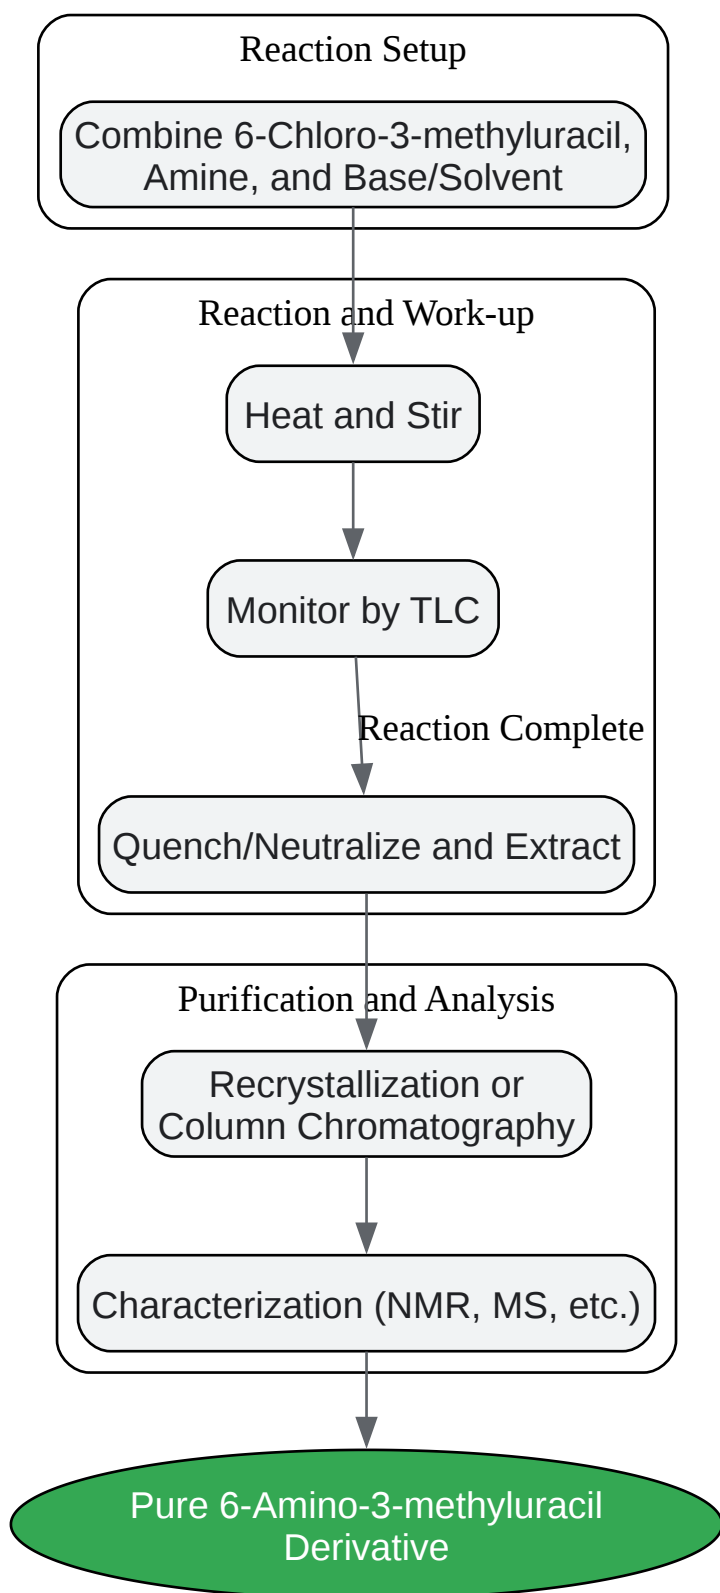 Reaction Setup
Combine 6-Chloro-3-methyluracil,
Amine, and Base/Solvent
Reaction and Work-up
Heat and Stir
Monitor by TLC
Reaction Complete
Quench/Neutralize and Extract
Purification and Analysis
Recrystallization or
Column Chromatography
Characterization (NMR, MS, etc.)
Pure 6-Amino-3-methyluracil
Derivative